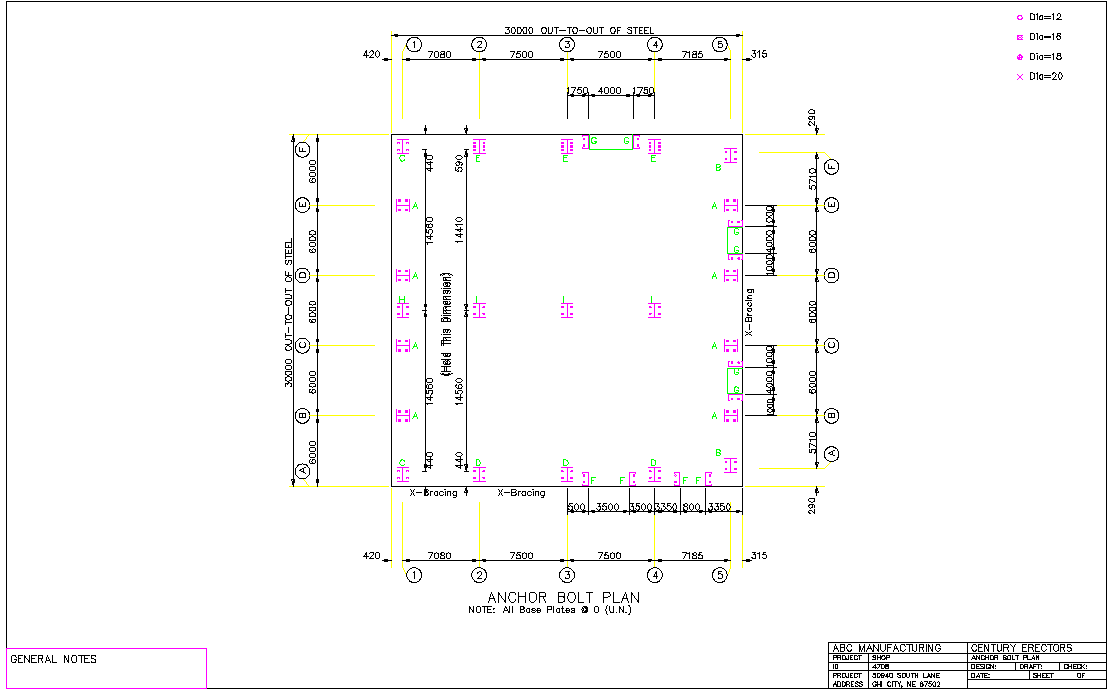 30000 OUT-TO-OUT OF STEEL
1 2 3 4 5
420 7080 7500 7500 7185 315
1750 4000 1750
Dia=12
Dia=16
Dia=18
Dia=20
290
F 6000 C 440 590 E E G G E B 5710 F
E A A E
6000 14560 14410 1000 G 4000 G 1000 6000
D A A D
30000 OUT-TO-OUT OF STEEL
H I I I
6000 (Hold This Dimension) X-Bracing 6000
C A A C
6000 14560 14560 1000 G 4000 G 1000 6000
B A A B
6000 C 440 440 D D D B 5710
A F F F F A
X-Bracing X-Bracing
500 3500 3500 3350 800 3350
290
420 7080 7500 7500 7185 315
1 2 3 4 5
ANCHOR BOLT PLAN
NOTE: All Base Plates @ 0 (U.N.)
GENERAL NOTES
ABC MANUFACTURING CENTURY ERECTORS
PROJECT SHOP ANCHOR BOLT PLAN
ID 4708 DESIGN: DRAFT: CHECK:
PROJECT 30940 SOUTH LANE DATE: SHEET OF
ADDRESS GHI CITY, NE 67502